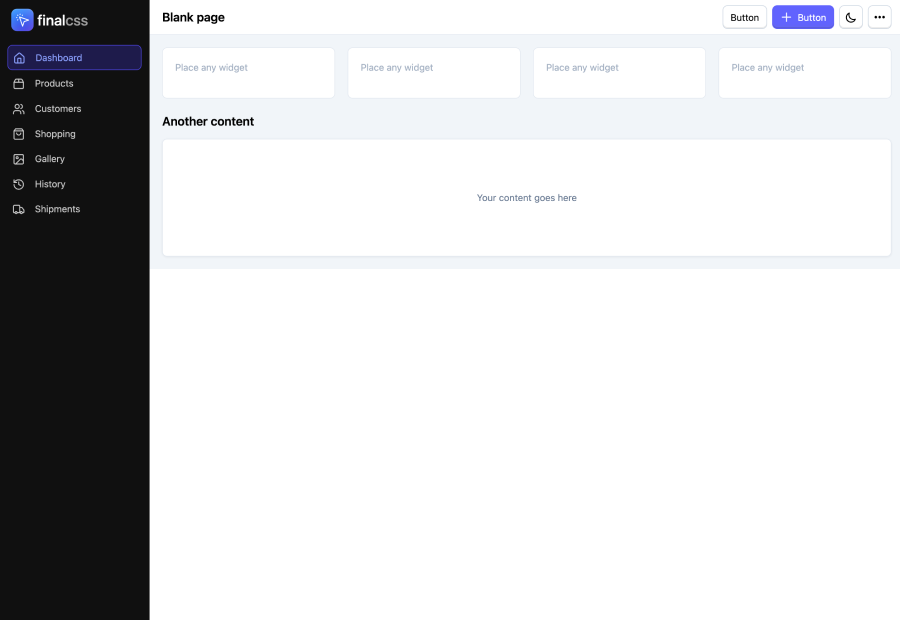 finalcss
Dashboard
Products
Customers
Shopping
Gallery
History
Shipments
Blank page
Button
Button
Place any widget
Place any widget
Place any widget
Place any widget
Another content
Your content goes here